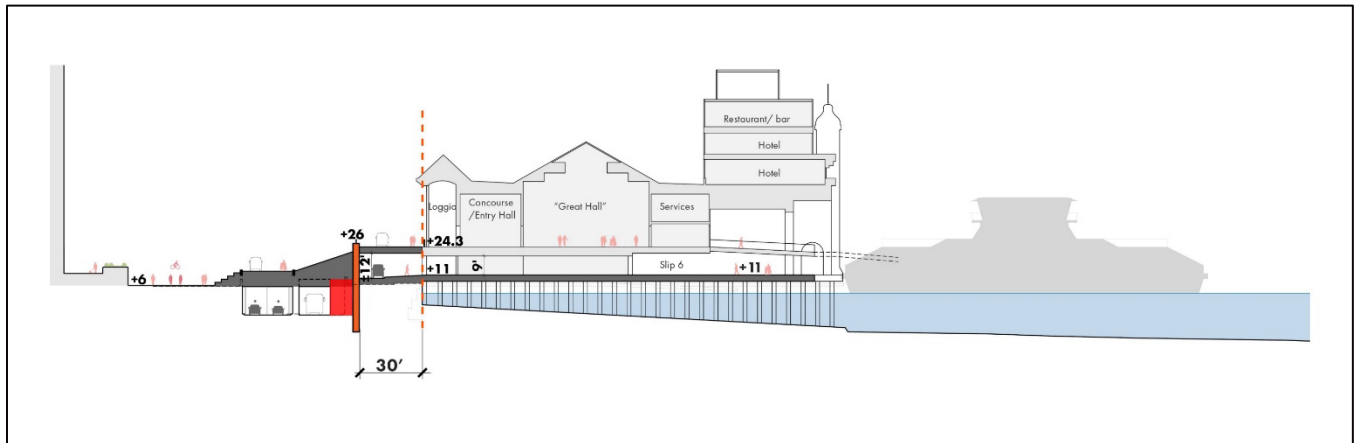 Restaurant/ bar
Hotel
Hotel
Loggia
Concourse
/Entry Hall
"Great Hall"
Services
+26
+24.3
±12'
+11
9'
Slip 6
+11
+6
30'